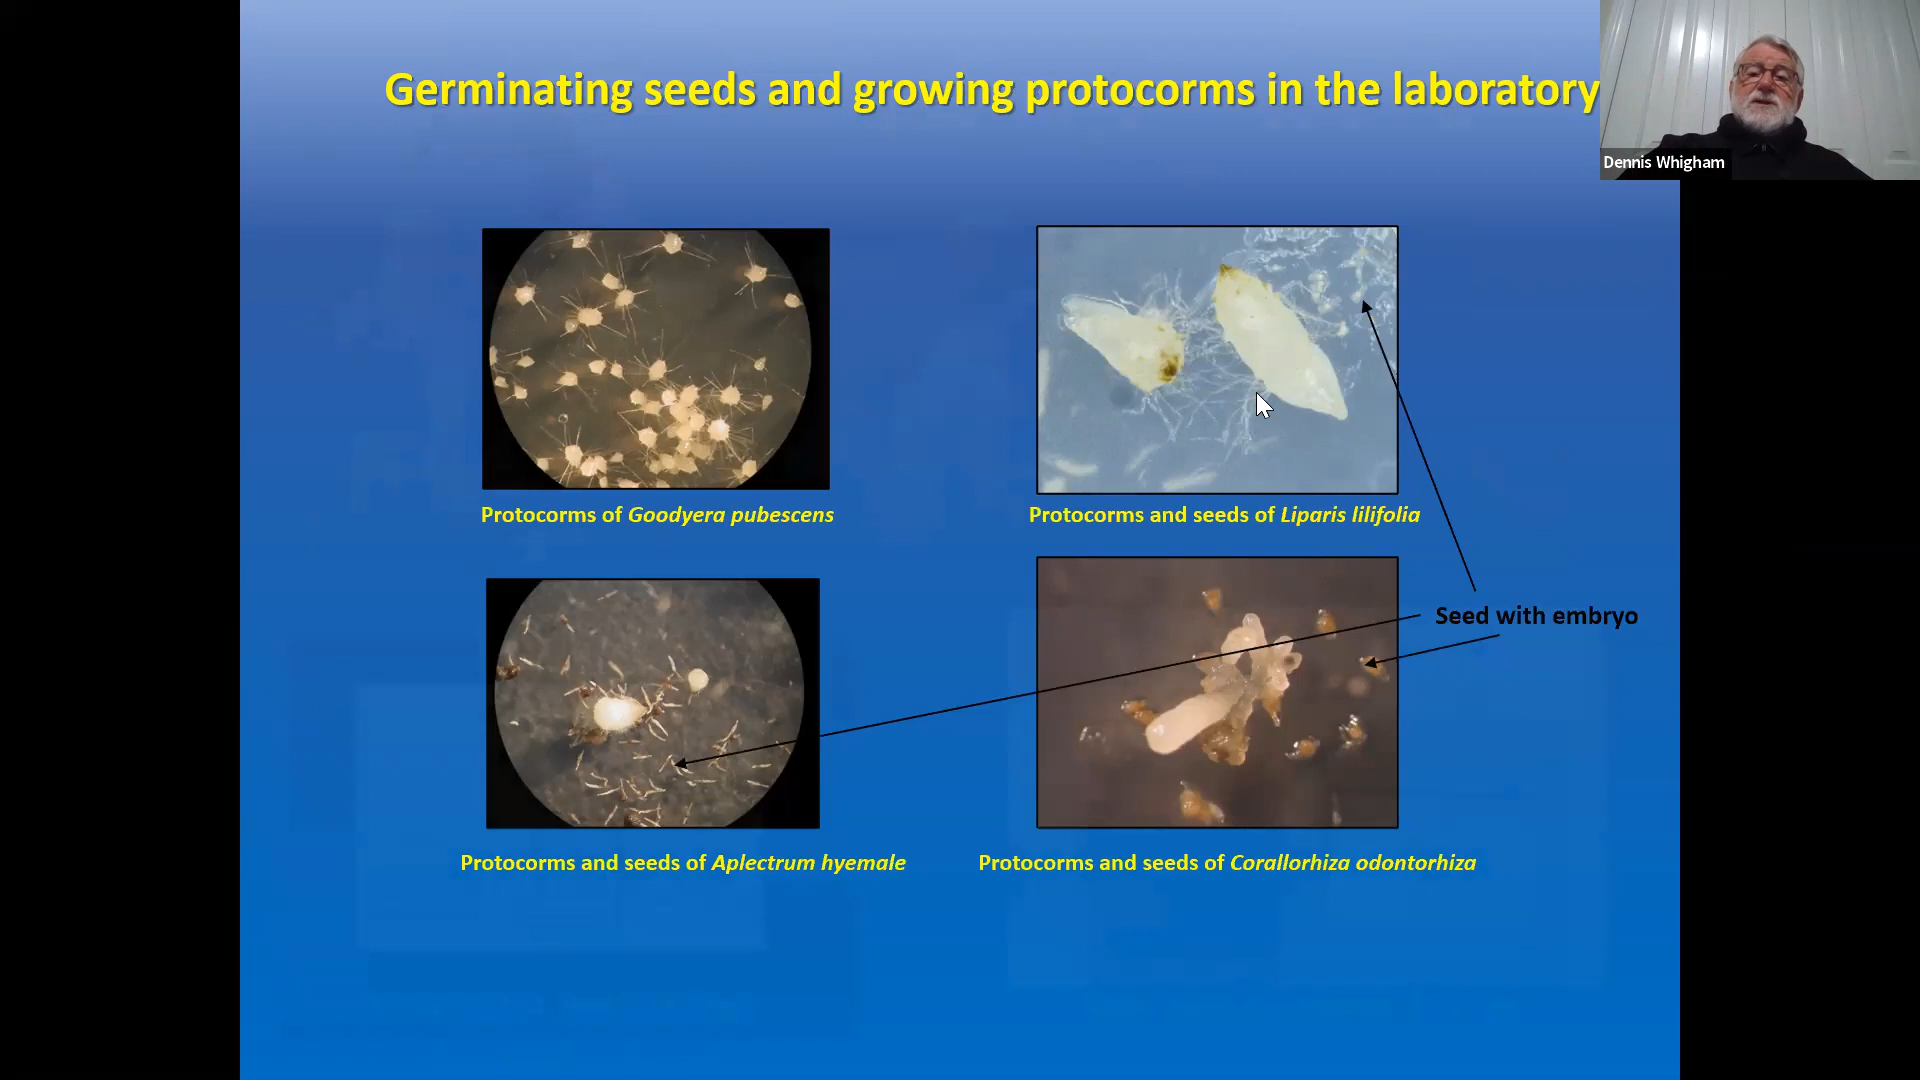 Germinating seeds and growing protocorms in the laboratory
Dennis Whigham
Protocorms of Goodyera pubescens
Protocorms and seeds of Liparis lilifolia
Seed with embryo
Protocorms and seeds of Aplectrum hyemale
Protocorms and seeds of Corallorhiza odontorhiza